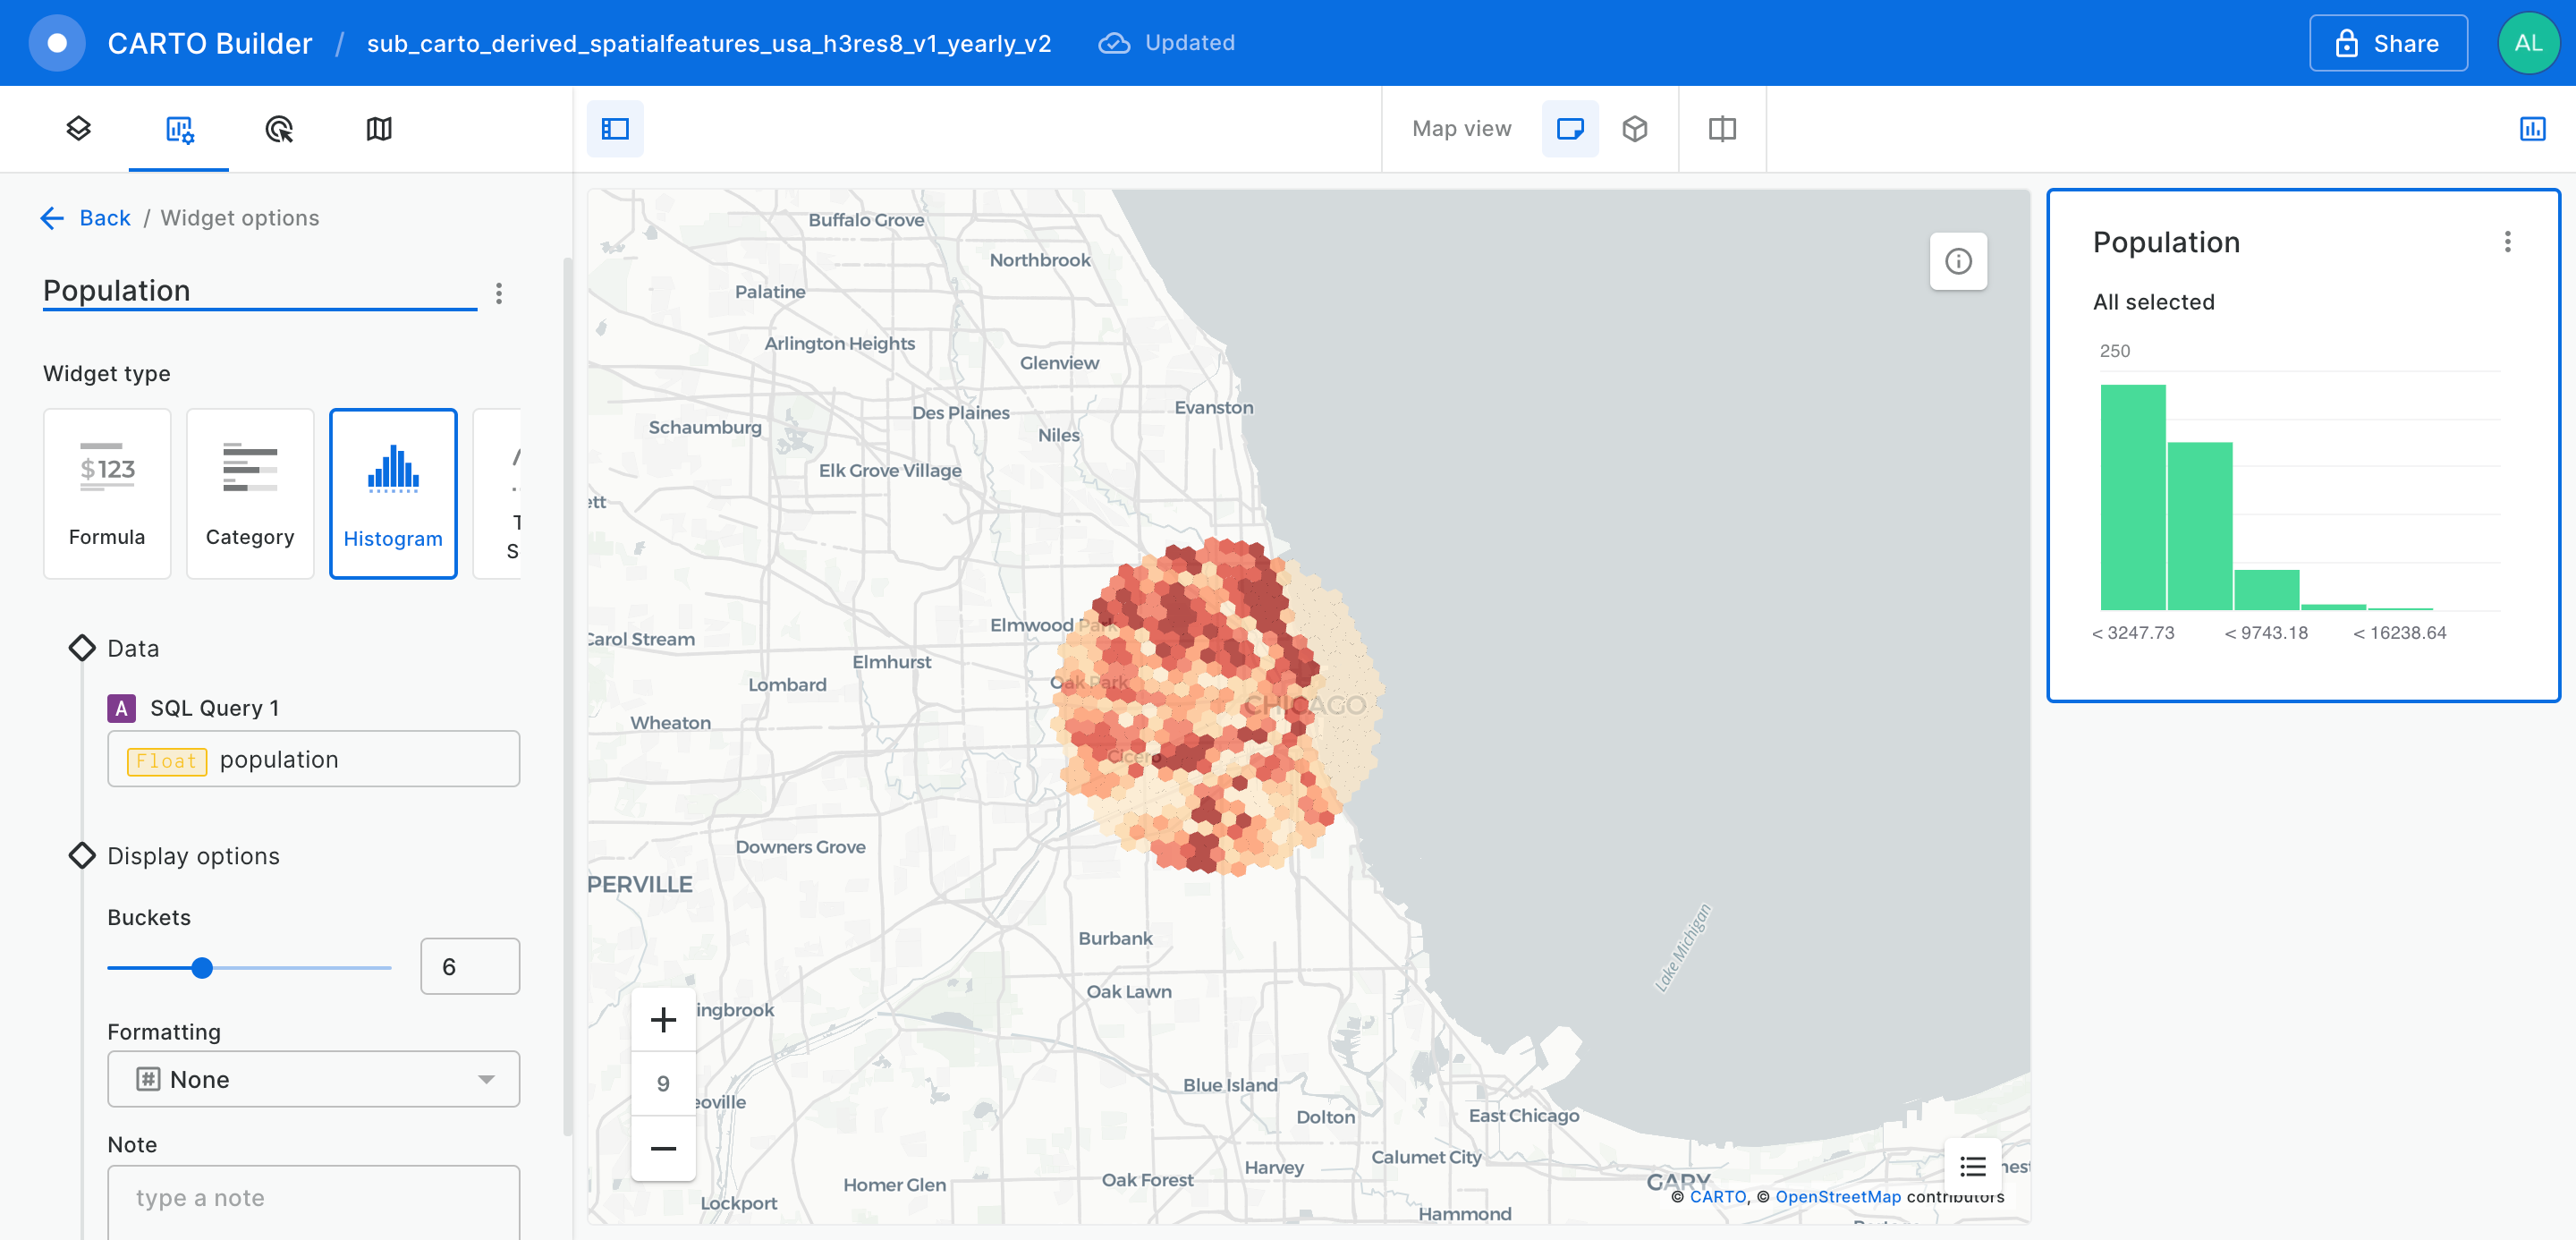 CARTO Builder / sub_carto_derived_spatialfeatures_usa_h3res8_v1_yearly_v2 Updated
Share
AL
Map view
Back / Widget options
Population
Widget type
$123
Formula
Category
Histogram
T
S
Data
A SQL Query 1
Float population
Display options
Buckets
6
Formatting
# None
Note
type a note
Buffalo Grove
Northbrook
Palatine
Arlington Heights
Glenview
Evanston
Des Plaines
Schaumburg
Niles
Elk Grove Village
ett
Elmwood Park
Carol Stream
Elmhurst
Oak Park
Lombard
CHICAGO
Wheaton
Cicero
Downers Grove
PERVILLE
Burbank
Lake Michigan
Oak Lawn
ingbrook
Blue Island
eoville
Dolton
East Chicago
Calumet City
Harvey
Oak Forest
Homer Glen
GARY
Lockport
Hammond
nest
+
9
−
© CARTO, © OpenStreetMap contributors
Population
All selected
250
< 3247.73 < 9743.18 < 16238.64